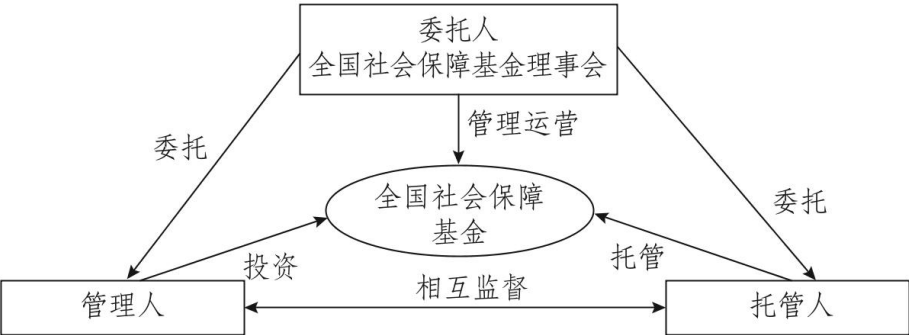 委托人
全国社会保障基金理事会
管理运营
委托
委托
全国社会保障
基金
投资
托管
相互监督
管理人
托管人